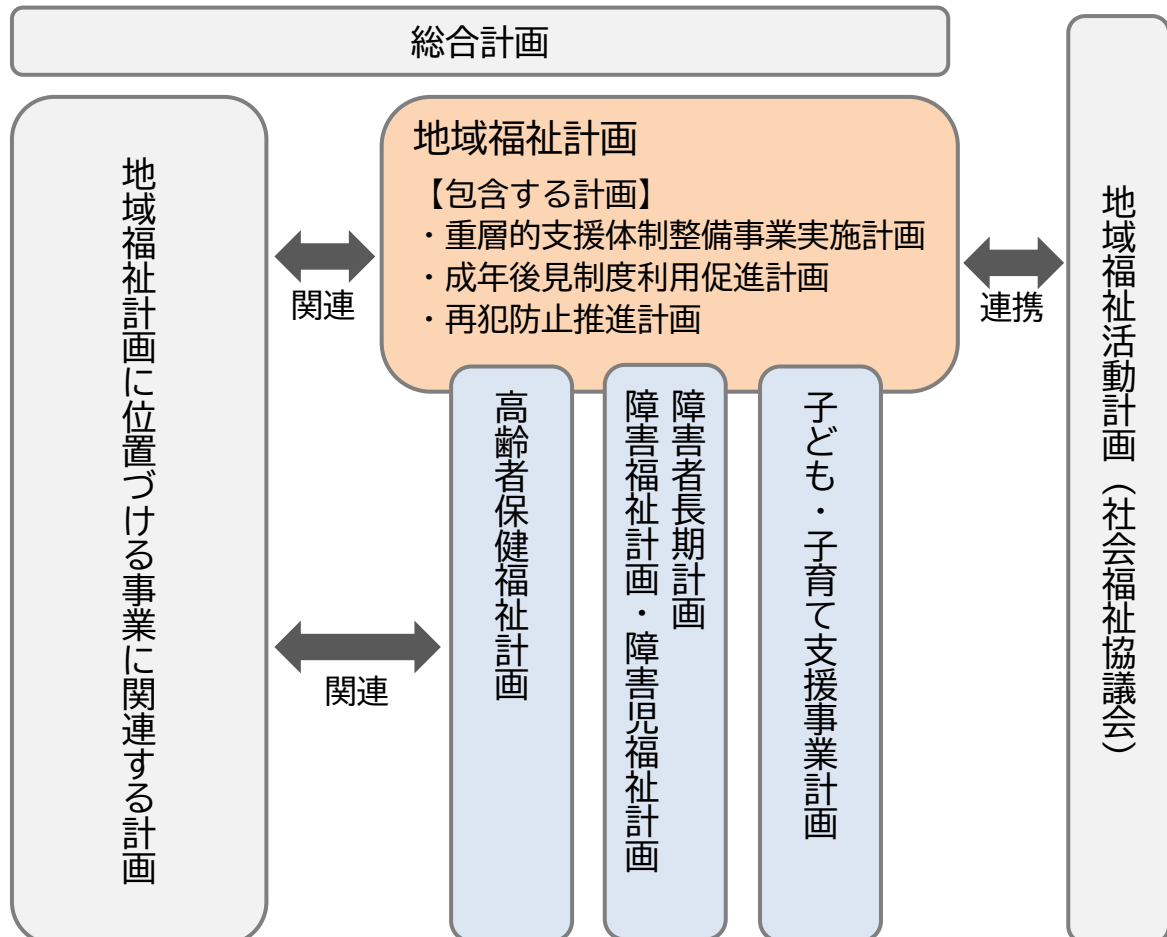 総合計画
地域福祉計画に位置づける事業に関連する計画
関連
地域福祉計画
【包含する計画】
・重層的支援体制整備事業実施計画
・成年後見制度利用促進計画
・再犯防止推進計画
連携
地域福祉活動計画（社会福祉協議会）
関連
高齢者保健福祉計画
障害者長期計画
障害福祉計画・障害児福祉計画
子ども・子育て支援事業計画